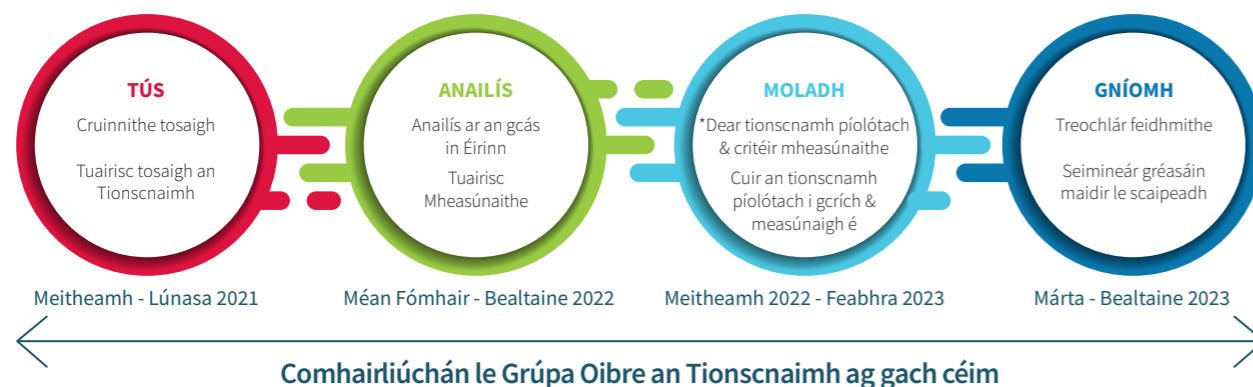 TÚS
Cruinnithe tosaigh
Tuairisc tosaigh an
Tionscnaimh
ANAILÍS
Anailís ar an gcás
in Éirinn
Tuairisc
Mheasúnaithe
MOLADH
*Dear tionscnamh píolótach
& critéir mheasúnaithe
Cuir an tionscnamh
píolótach i gcrích &
measúnaigh é
GNÍOMH
Treochlár feidhmithe
Seimineár gréasáin
maidir le scaipeadh
Meitheamh - Lúnasa 2021
Méan Fómhair - Bealtaine 2022
Meitheamh 2022 - Feabhra 2023
Márta - Bealtaine 2023
Comhairliúchán le Grúpa Oibre an Tionscnaimh ag gach céim